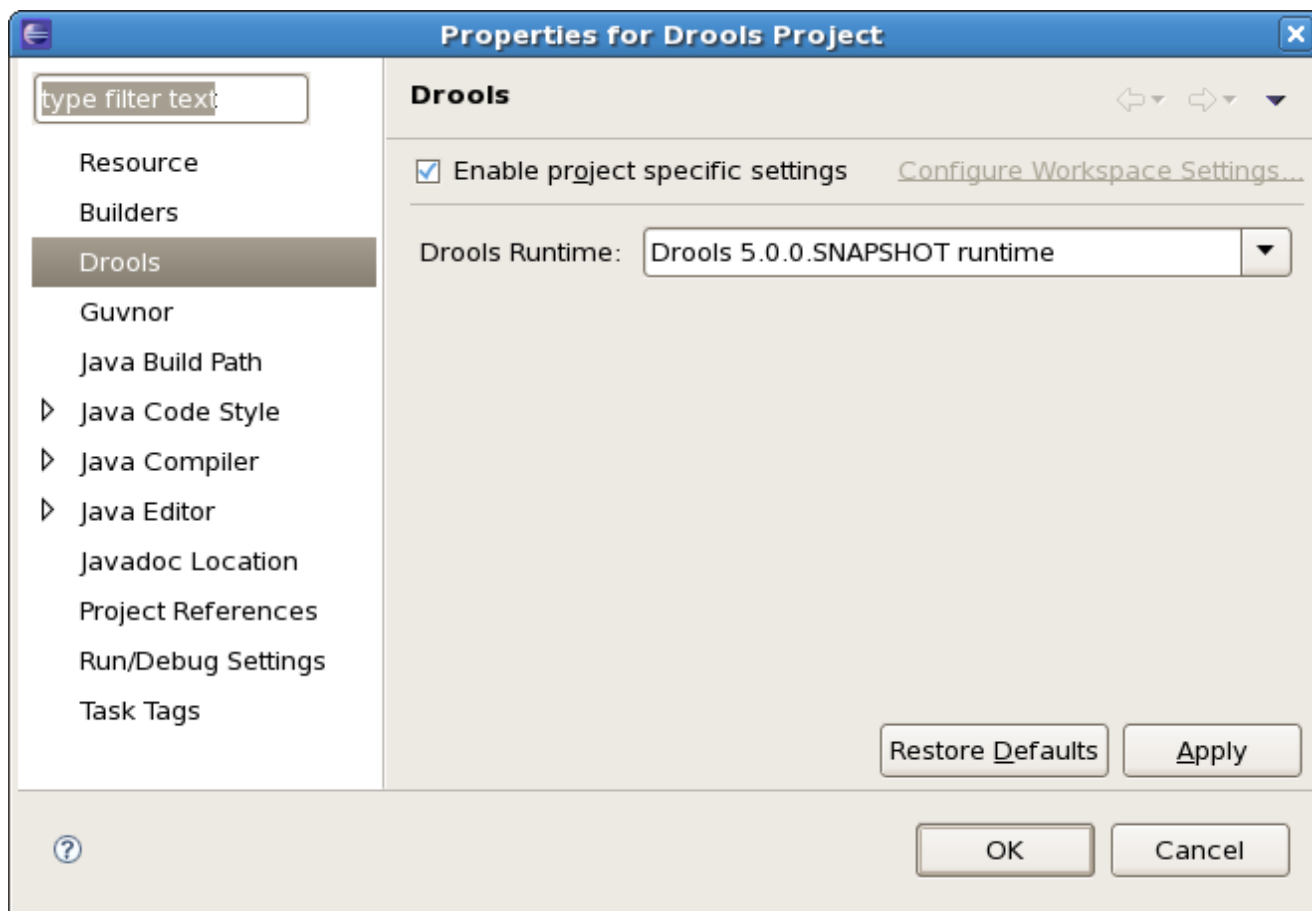 Properties for Drools Project
type filter text
Resource
Builders
Drools
Guvnor
Java Build Path
Java Code Style
Java Compiler
Java Editor
Javadoc Location
Project References
Run/Debug Settings
Task Tags
Drools
Enable project specific settings Configure Workspace Settings...
Drools Runtime: Drools 5.0.0.SNAPSHOT runtime
Restore Defaults Apply
OK Cancel